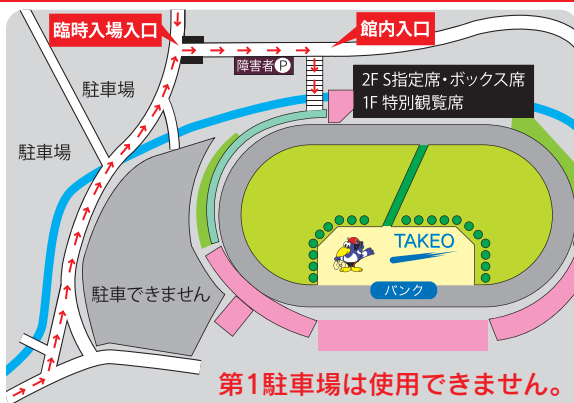 臨時入場入口
館内入口
障害者P
2F S指定席・ボックス席
1F 特別観覧席
駐車場
駐車場
TAKEO
駐車できません
バンク
第1駐車場は使用できません。